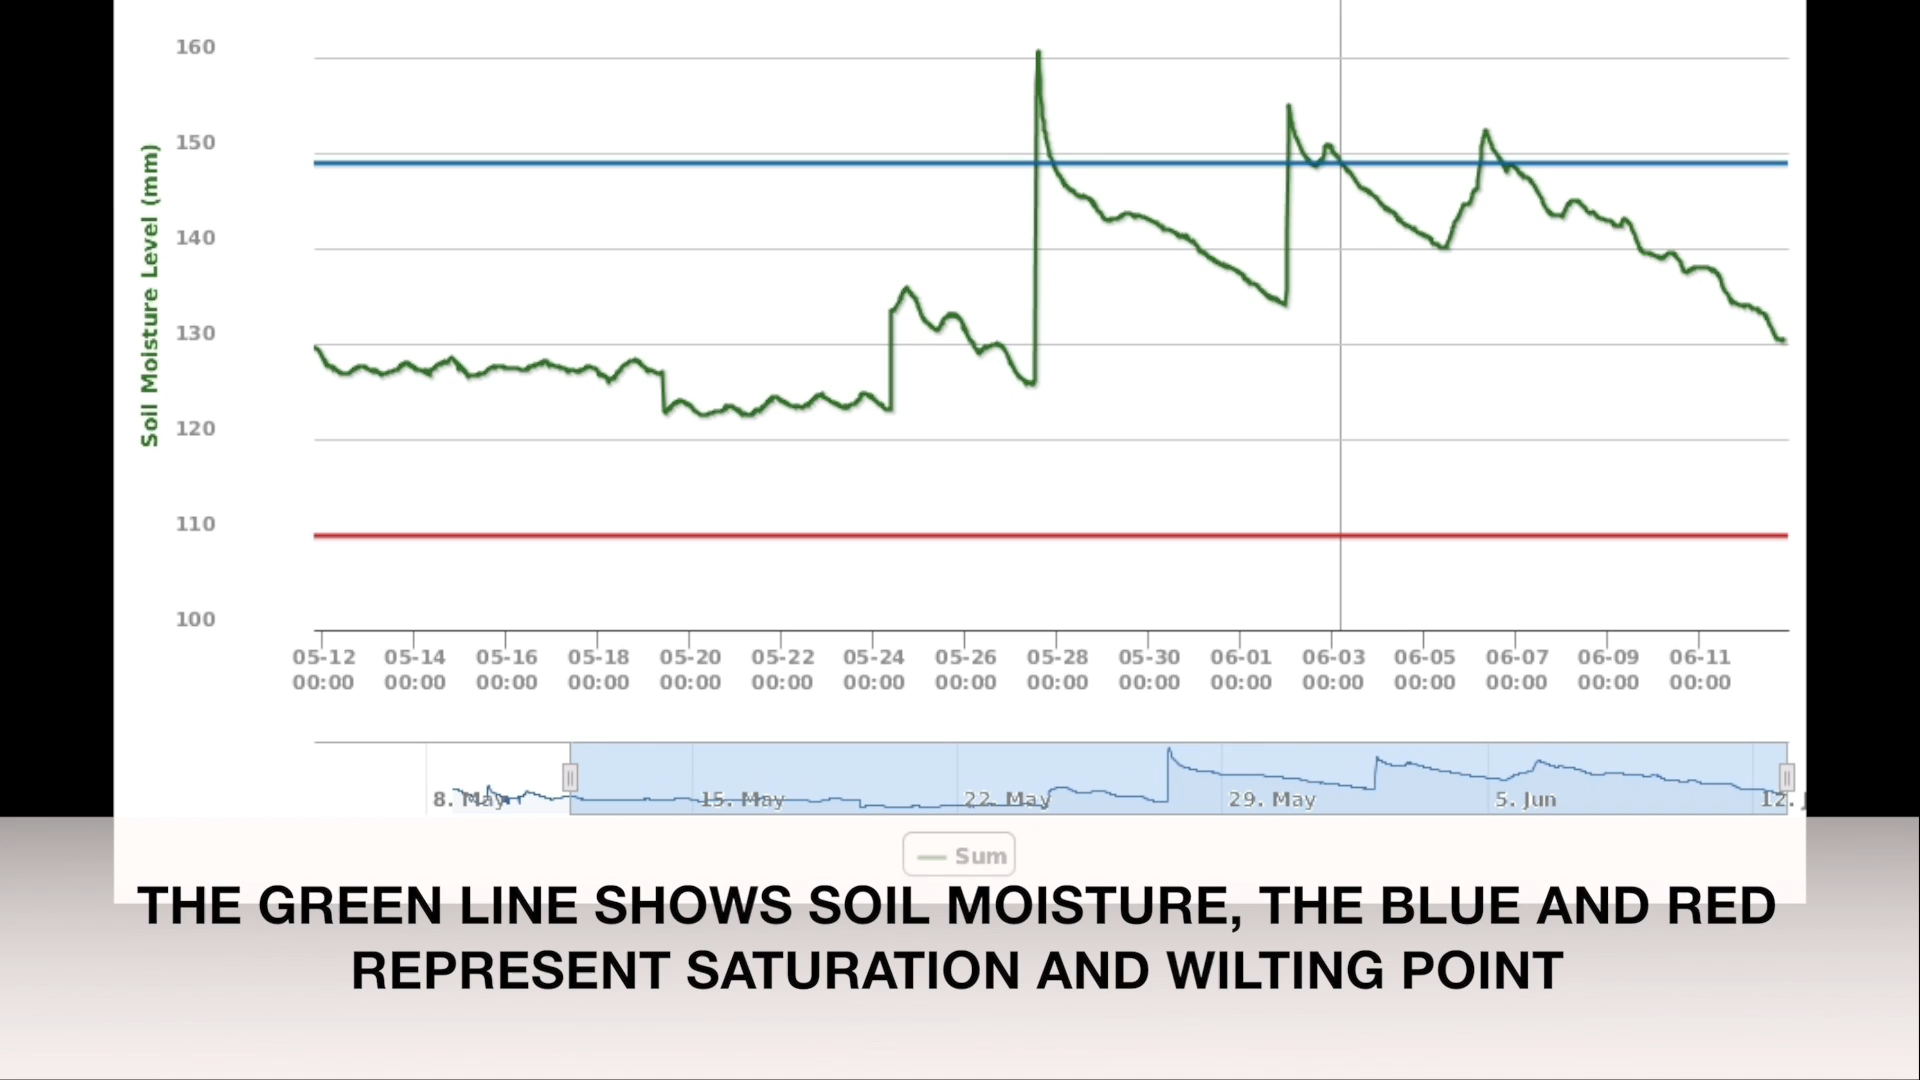 160
150
140
130
120
110
100
Soil Moisture Level (mm)
05-12 05-14 05-16 05-18 05-20 05-22 05-24 05-26 05-28 05-30 06-01 06-03 06-05 06-07 06-09 06-11
00:00 00:00 00:00 00:00 00:00 00:00 00:00 00:00 00:00 00:00 00:00 00:00 00:00 00:00 00:00 00:00
8. May 15. May 22. May 29. May 5. Jun 12.
Sum
THE GREEN LINE SHOWS SOIL MOISTURE, THE BLUE AND RED
REPRESENT SATURATION AND WILTING POINT